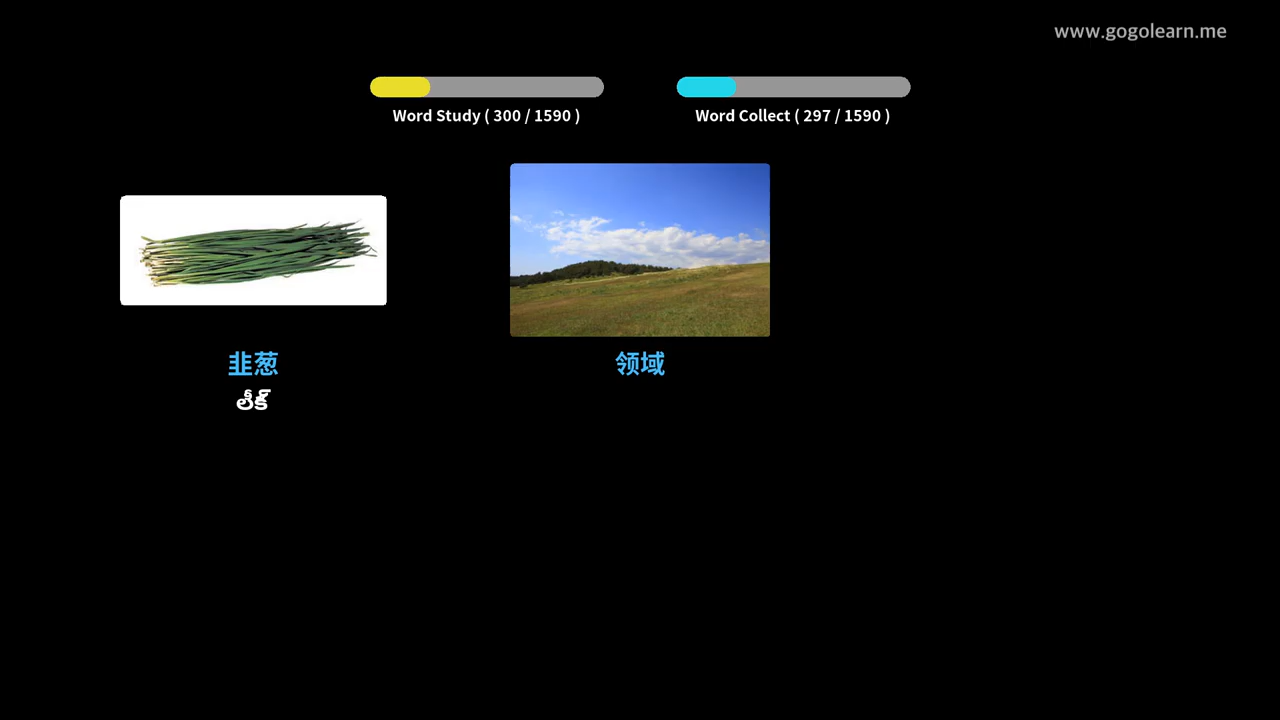 www.gogolearn.me
Word Study ( 300 / 1590 )
Word Collect ( 297 / 1590 )
韭葱
లీక్
领域